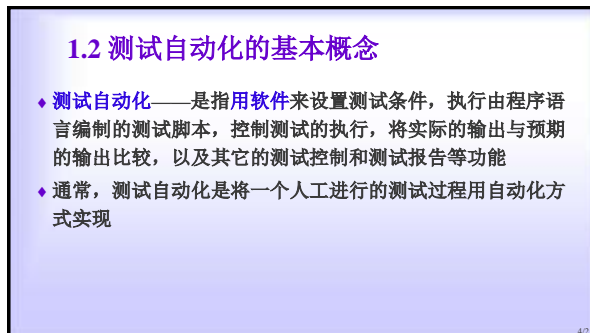 1.2 测试自动化的基本概念
测试自动化——是指用软件来设置测试条件，执行由程序语
言编制的测试脚本，控制测试的执行，将实际的输出与预期
的输出比较，以及其它的测试控制和测试报告等功能
通常，测试自动化是将一个人工进行的测试过程用自动化方
式实现